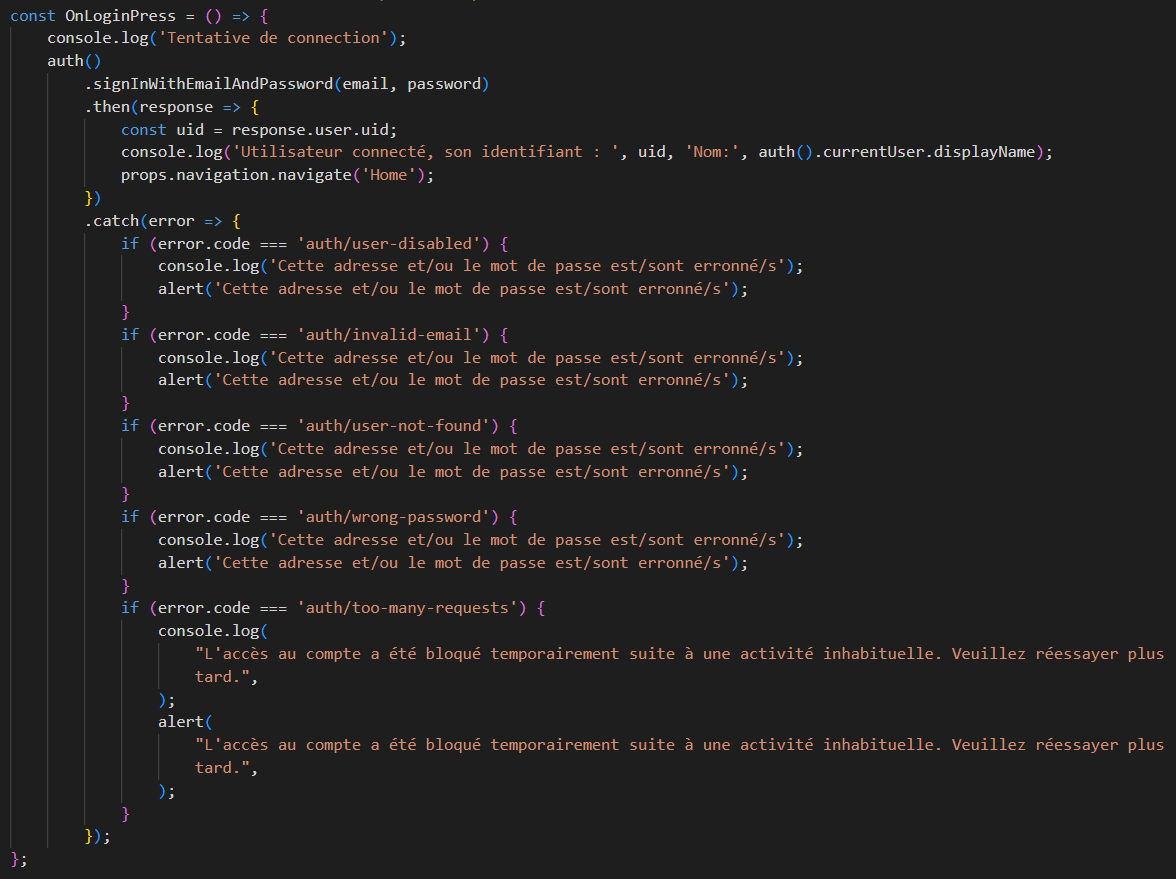 const OnLoginPress = () => {
    console.log('Tentative de connection');
    auth()
        .signInWithEmailAndPassword(email, password)
        .then(response => {
            const uid = response.user.uid;
            console.log('Utilisateur connecté, son identifiant : ', uid, 'Nom:', auth().currentUser.displayName);
            props.navigation.navigate('Home');
        })
        .catch(error => {
            if (error.code === 'auth/user-disabled') {
                console.log('Cette adresse et/ou le mot de passe est/sont erronné/s');
                alert('Cette adresse et/ou le mot de passe est/sont erronné/s');
            }
            if (error.code === 'auth/invalid-email') {
                console.log('Cette adresse et/ou le mot de passe est/sont erronné/s');
                alert('Cette adresse et/ou le mot de passe est/sont erronné/s');
            }
            if (error.code === 'auth/user-not-found') {
                console.log('Cette adresse et/ou le mot de passe est/sont erronné/s');
                alert('Cette adresse et/ou le mot de passe est/sont erronné/s');
            }
            if (error.code === 'auth/wrong-password') {
                console.log('Cette adresse et/ou le mot de passe est/sont erronné/s');
                alert('Cette adresse et/ou le mot de passe est/sont erronné/s');
            }
            if (error.code === 'auth/too-many-requests') {
                console.log(
                    "L'accès au compte a été bloqué temporairement suite à une activité inhabituelle. Veuillez réessayer plus
                    tard.",
                );
                alert(
                    "L'accès au compte a été bloqué temporairement suite à une activité inhabituelle. Veuillez réessayer plus
                    tard.",
                );
            }
        });
};